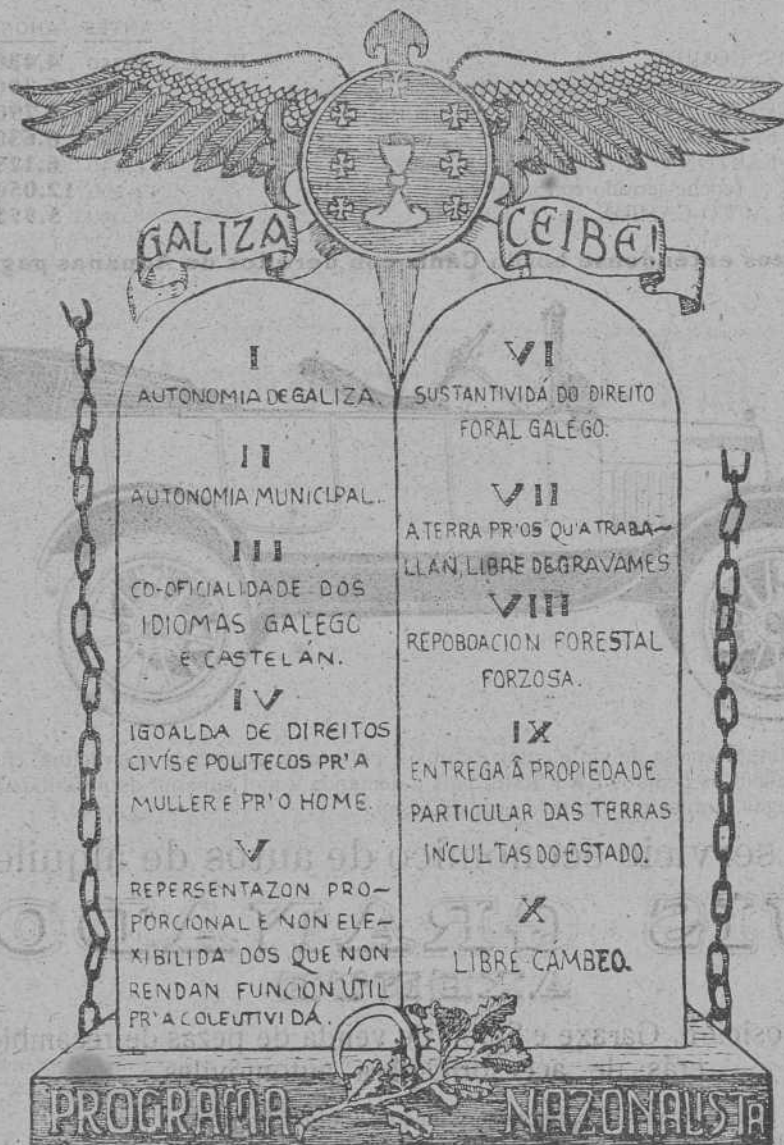 GALIZA CEIBE!
I
AUTONOMIA DE GALIZA.
II
AUTONOMIA MUNICIPAL.
III
CO-OFICIALIDADE DOS
IDIOMAS GALEGO
E CASTELÁN.
IV
IGOALDA DE DIREITOS
CIVÍS E POLITECOS PR'A
MULLER E PR'O HOME.
V
REPERSENTAZON PRO~
PORCIONAL E NON ELE~
XIBILIDA DOS QUE NON
RENDAN FUNCION ÚTIL
PR'A COLEUTIVIDÁ.
VI
SUSTANTIVIDÁ DO DIREITO
FORAL GALÉGO.
VII
A TERRA PR'OS QU'A TRABA~
LLAN, LIBRE DE GRAVAMES
VIII
REPOBOACION FORESTAL
FORZOSA.
IX
ENTREGA Â PROPIEDADE
PARTICULAR DAS TERRAS
INCULTAS DO ESTADO.
X
LIBRE CÁMBEO.
PROGRAMA NAZONALISTA